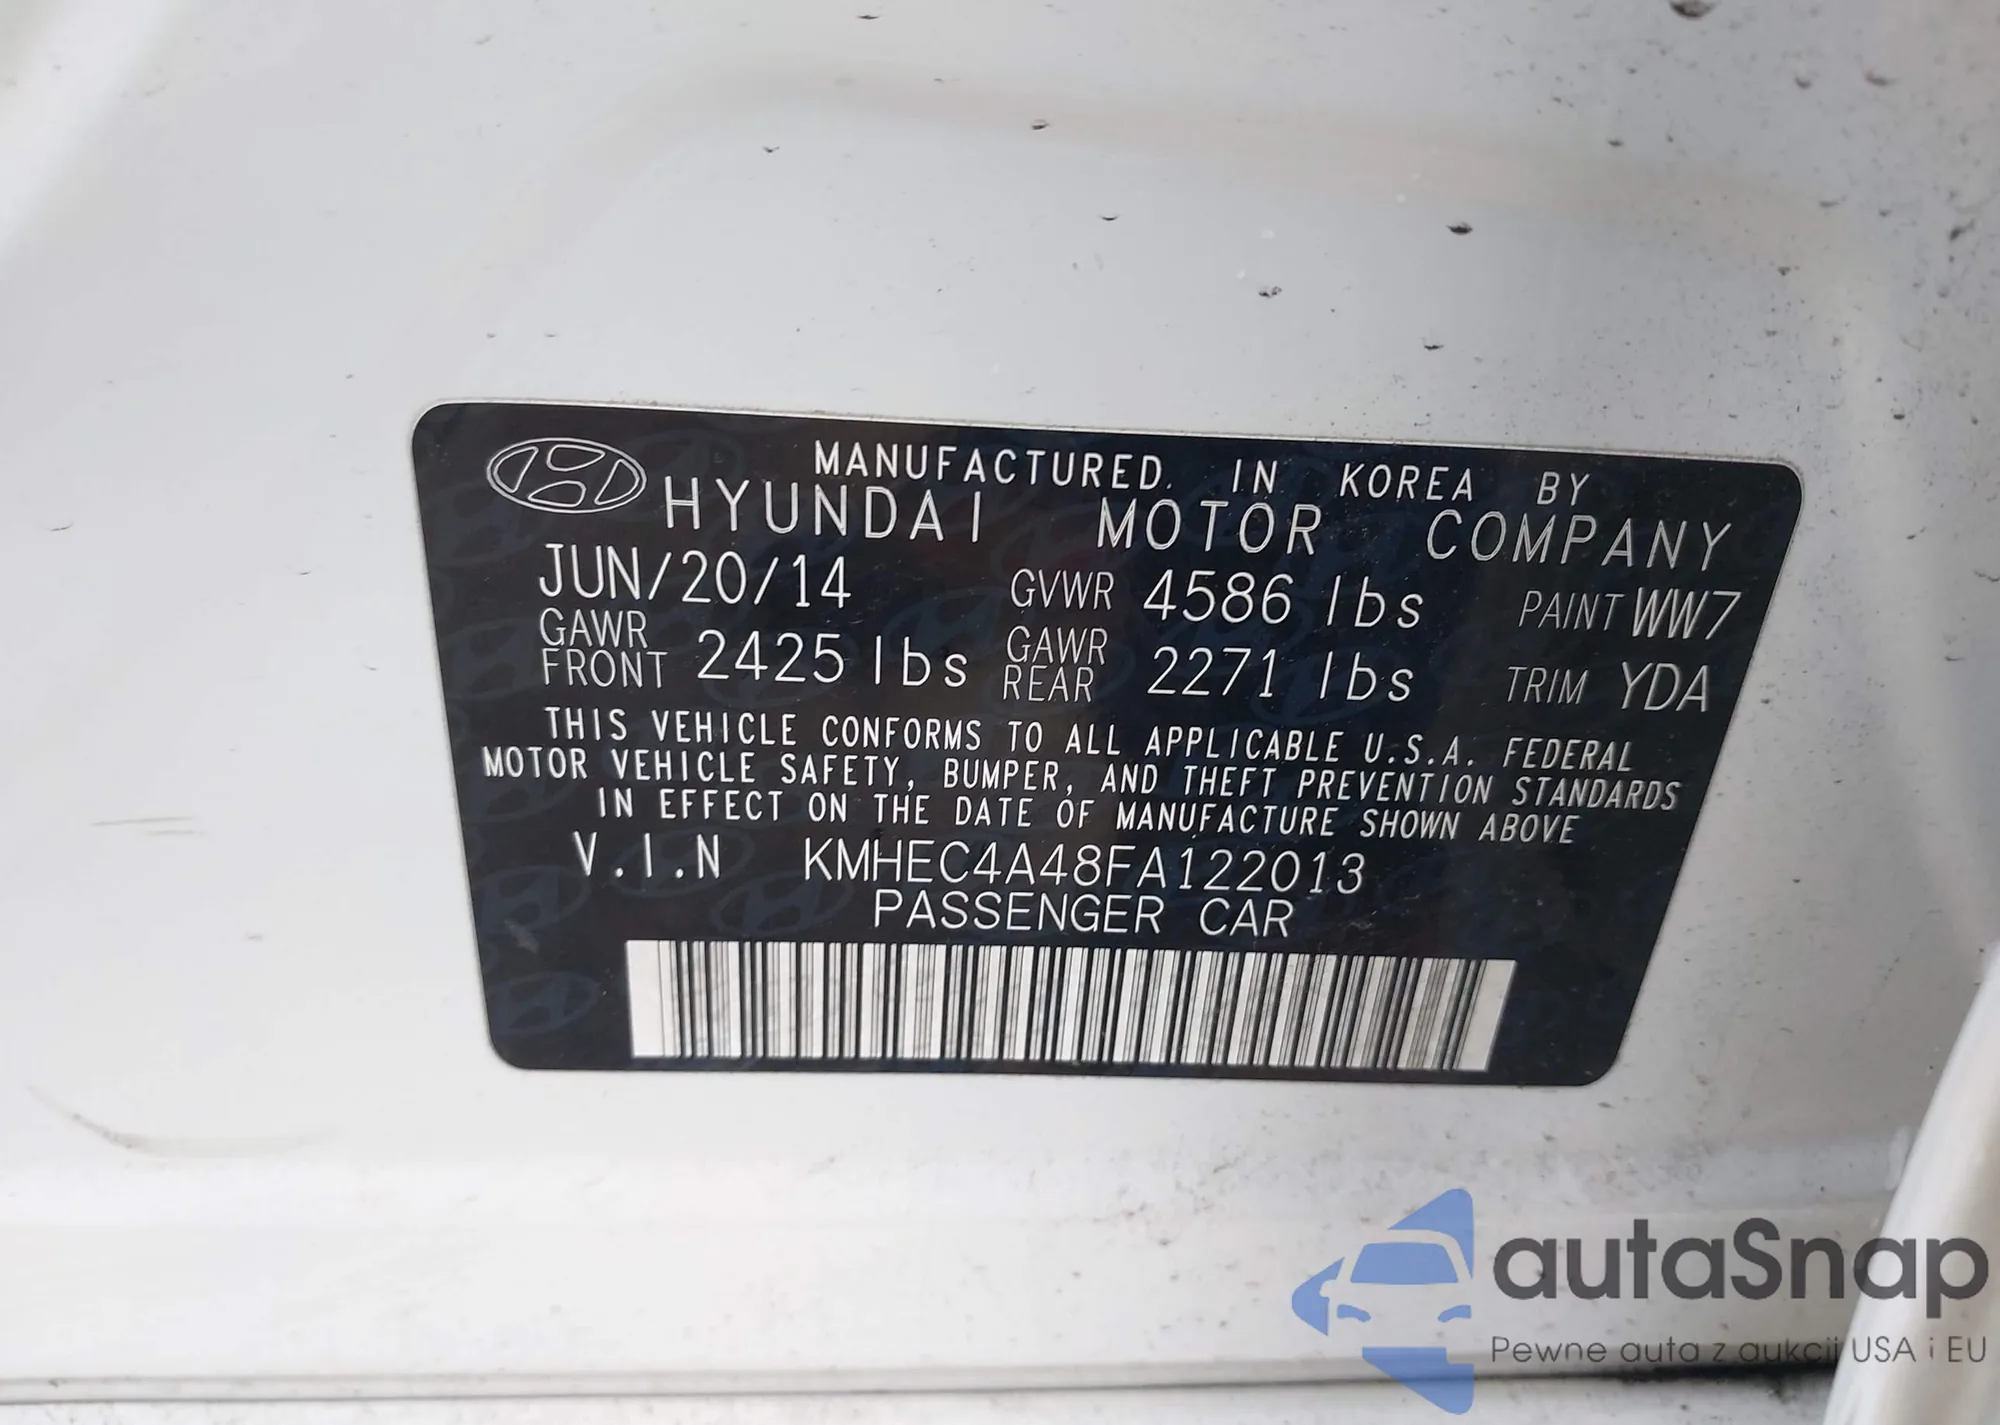 MANUFACTURED. IN KOREA BY
HYUNDAI MOTOR COMPANY
JUN/20/14 GVWR 4586 lbs PAINT WW7
GAWR FRONT 2425 lbs GAWR REAR 2271 lbs TRIM YDA
THIS VEHICLE CONFORMS TO ALL APPLICABLE U.S.A. FEDERAL
MOTOR VEHICLE SAFETY, BUMPER, AND THEFT PREVENTION STANDARDS
IN EFFECT ON THE DATE OF MANUFACTURE SHOWN ABOVE
V.I.N KMHEC4A48FA122013
PASSENGER CAR
autaSnap
Pewne auta z aukcji USA i EU